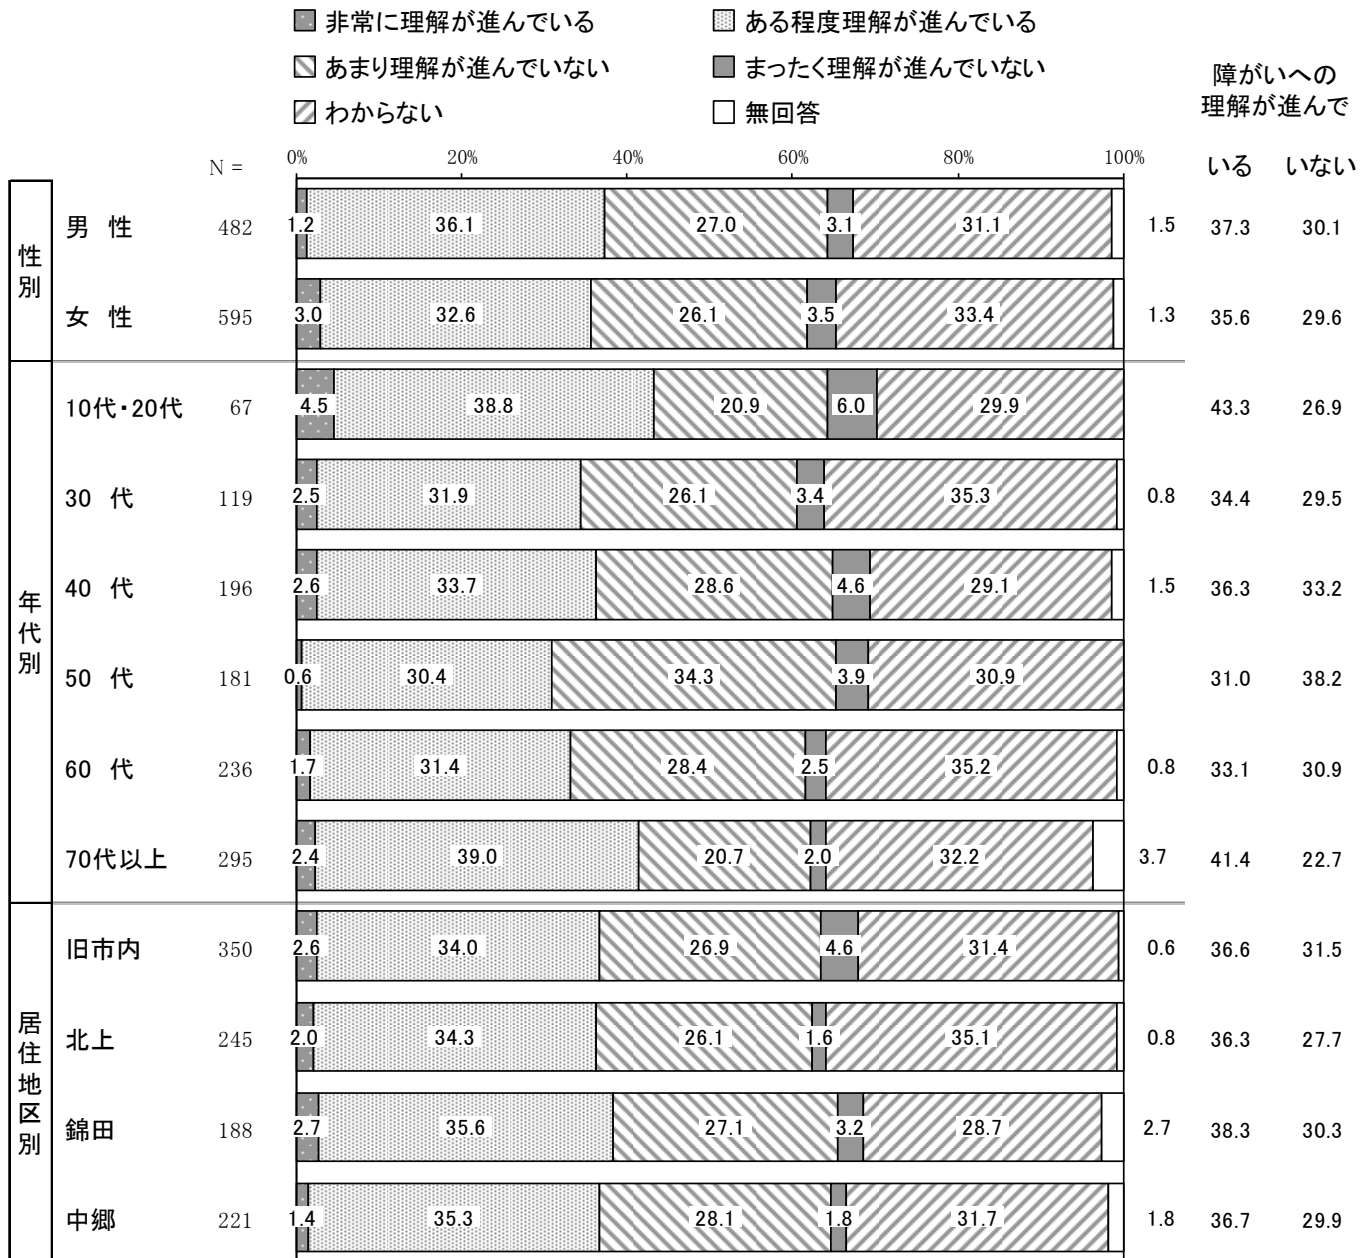 非常に理解が進んでいる ある程度理解が進んでいる
あまり理解が進んでいない まったく理解が進んでいない
わからない 無回答
障がいへの
理解が進んで
いる いない
N = 0% 20% 40% 60% 80% 100%
性別
男 性 482 1.2 36.1 27.0 3.1 31.1 1.5 37.3 30.1
女 性 595 3.0 32.6 26.1 3.5 33.4 1.3 35.6 29.6
年代別
10代・20代 67 4.5 38.8 20.9 6.0 29.9 43.3 26.9
30 代 119 2.5 31.9 26.1 3.4 35.3 0.8 34.4 29.5
40 代 196 2.6 33.7 28.6 4.6 29.1 1.5 36.3 33.2
50 代 181 0.6 30.4 34.3 3.9 30.9 31.0 38.2
60 代 236 1.7 31.4 28.4 2.5 35.2 0.8 33.1 30.9
70代以上 295 2.4 39.0 20.7 2.0 32.2 3.7 41.4 22.7
居住地区別
旧市内 350 2.6 34.0 26.9 4.6 31.4 0.6 36.6 31.5
北上 245 2.0 34.3 26.1 1.6 35.1 0.8 36.3 27.7
錦田 188 2.7 35.6 27.1 3.2 28.7 2.7 38.3 30.3
中郷 221 1.4 35.3 28.1 1.8 31.7 1.8 36.7 29.9